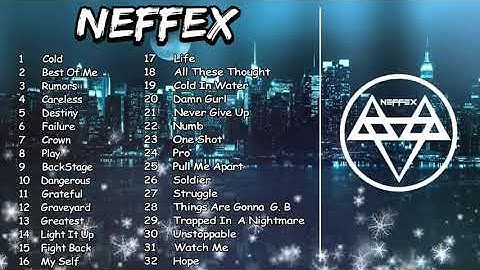 NEFFEX
1 Cold
2 Best Of Me
3 Rumors
4 Careless
5 Destiny
6 Failure
7 Crown
8 Play
9 BackStage
10 Dangerous
11 Grateful
12 Graveyard
13 Greatest
14 Light It Up
15 Fight Back
16 My Self
17 Life
18 All These Thought
19 Cold In Water
20 Damn Gurl
21 Never Give Up
22 Numb
23 One Shot
24 Pro
25 Pull Me Apart
26 Soldier
27 Struggle
28 Things Are Gonna G. B
29 Trapped In A Nightmare
30 Unstoppable
31 Watch Me
32 Hope
NEFFEX